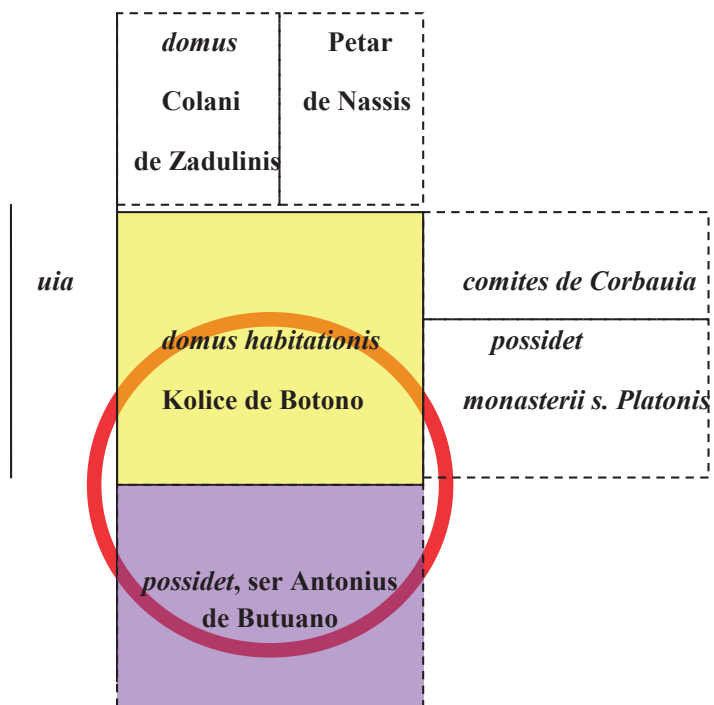 domus
Colani
de Zadulinis
Petar
de Nassis
uia
domus habitationis
Kolice de Botono
comites de Corbauia
possidet
monasterii s. Platonis
possidet, ser Antonius
de Butuano